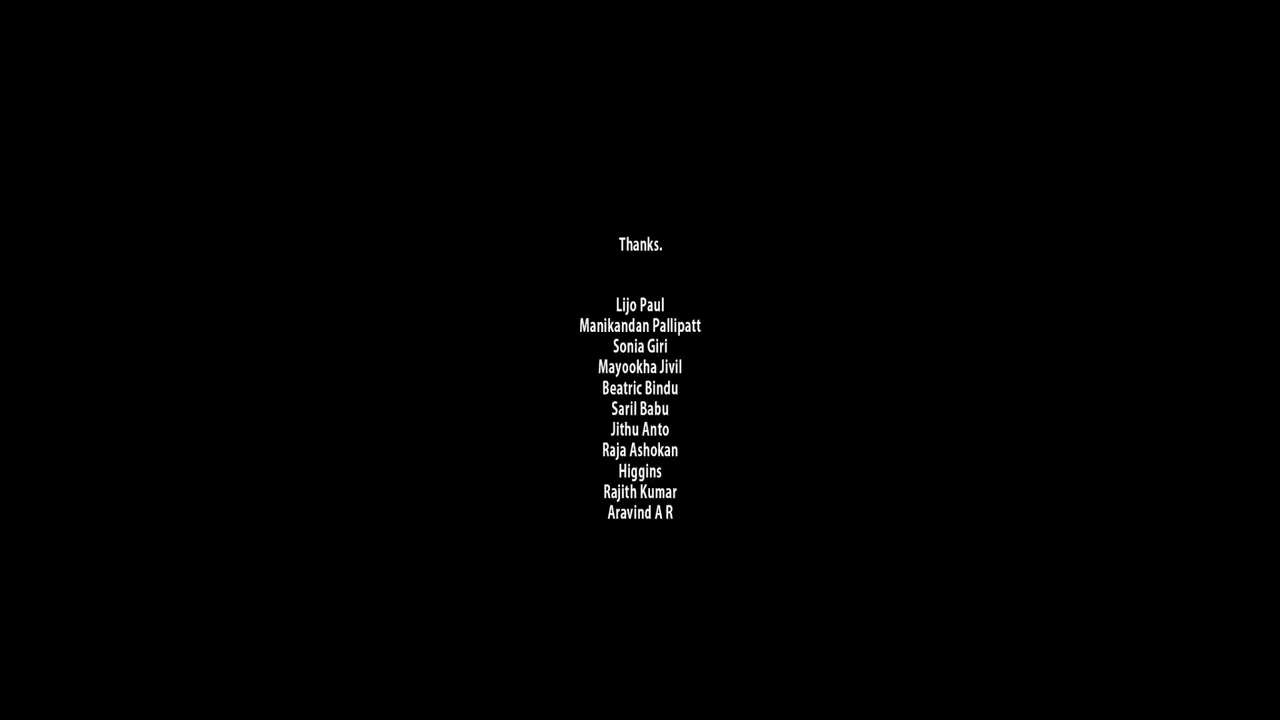 Thanks.
Lijo Paul
Manikandan Pallipatt
Sonia Giri
Mayookha Jivil
Beatric Bindu
Saril Babu
Jithu Anto
Raja Ashokan
Higgins
Rajith Kumar
Aravind A R